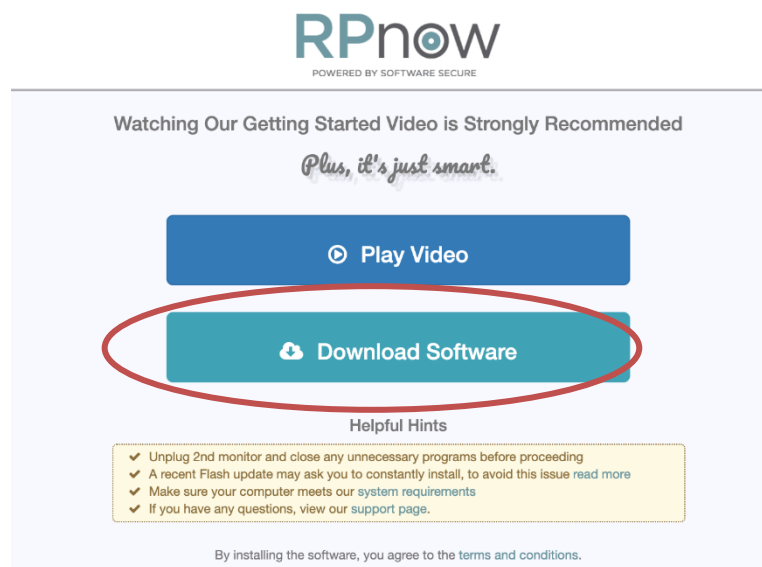 RPnow
POWERED BY SOFTWARE SECURE
Watching Our Getting Started Video is Strongly Recommended
Plus, it's just smart.
Play Video
Download Software
Helpful Hints
Unplug 2nd monitor and close any unnecessary programs before proceeding
A recent Flash update may ask you to constantly install, to avoid this issue read more
Make sure your computer meets our system requirements
If you have any questions, view our support page.
By installing the software, you agree to the terms and conditions.